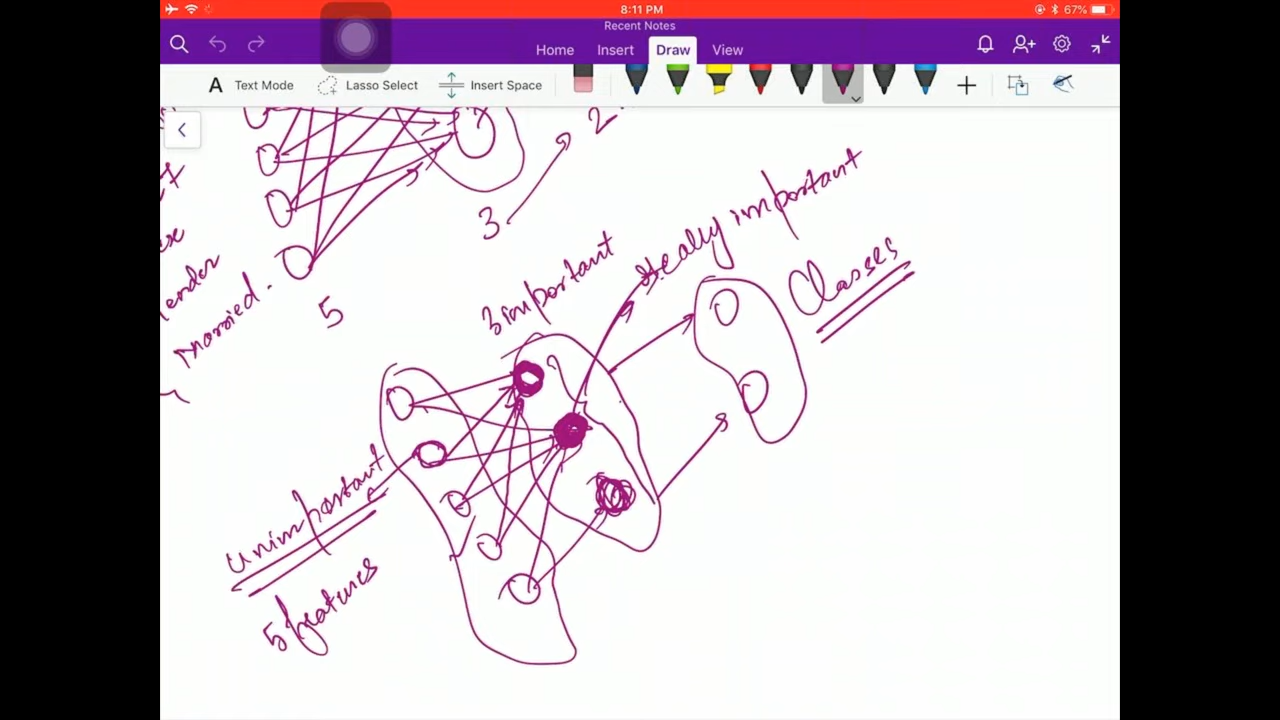 8:11 PM
67%
Recent Notes
Home Insert Draw View
A Text Mode Lasso Select Insert Space
2
3
Married.
5
3 important
really important
Classes
unimportant
5 features